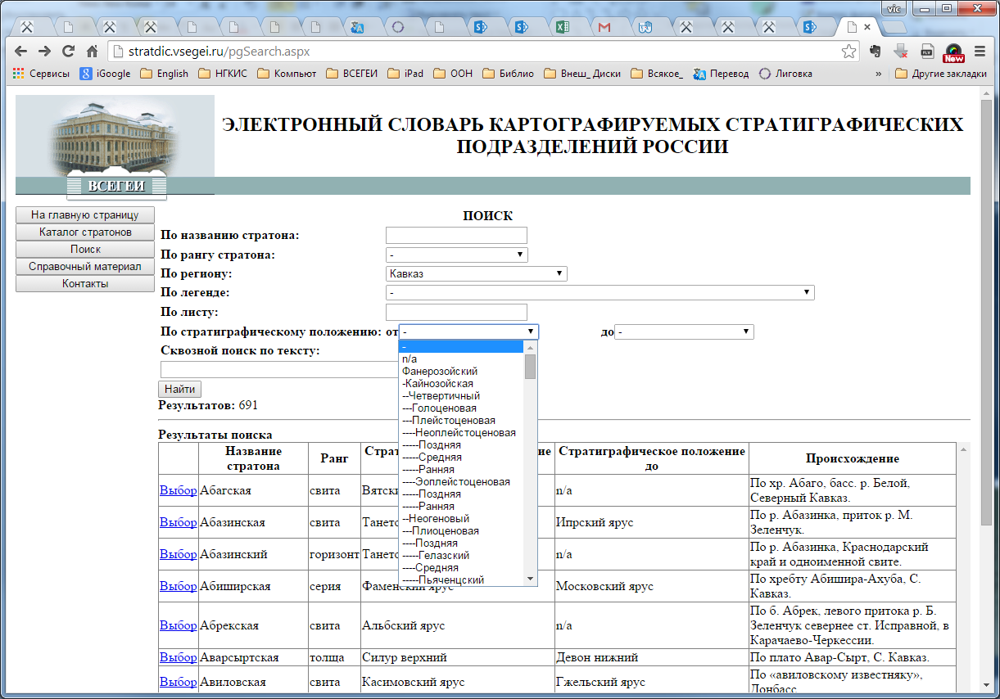 vic
stratdic.vsegei.ru/pgSearch.aspx
New
Сервисы iGoogle English НГКИС Компьют ВСЕГЕИ iPad ООН Библио Внеш_ Диски Всякое_ Перевод Лиговка » Другие закладки
ЭЛЕКТРОННЫЙ СЛОВАРЬ КАРТОГРАФИРУЕМЫХ СТРАТИГРАФИЧЕСКИХ
ПОДРАЗДЕЛЕНИЙ РОССИИ
ВСЕГЕИ
На главную страницу
Каталог стратонов
Поиск
Справочный материал
Контакты
ПОИСК
По названию стратона:
По рангу стратона: -
По региону: Кавказ
По легенде: -
По листу:
По стратиграфическому положению: от - до -
Сквозной поиск по тексту:
-
n/a
Фанерозойский
-Кайнозойская
--Четвертичный
---Голоценовая
---Плейстоценовая
----Неоплейстоценовая
-----Поздняя
-----Средняя
-----Ранняя
----Эоплейстоценовая
-----Поздняя
-----Ранняя
--Неогеновый
---Плиоценовая
----Поздняя
-----Гелазский
----Средняя
-----Пьяченцский
Найти
Результатов: 691
Результаты поиска
Название стратона Ранг Стратиграфическое положение до Происхождение
Выбор Абагская свита n/a По хр. Абаго, басс. р. Белой, Северный Кавказ.
Выбор Абазинская свита Ипрский ярус По р. Абазинка, приток р. М. Зеленчук.
Выбор Абазинский горизонт n/a По р. Абазинка, Краснодарский край и одноименной свите.
Выбор Абиширская серия Фаменский ярус Московский ярус По хребту Абишира-Ахуба, С. Кавказ.
Выбор Абрекская свита Альбский ярус n/a По б. Абрек, левого притока р. Б. Зеленчук севернее ст. Исправной, в Карачаево-Черкессии.
Выбор Аварсыртская толща Силур верхний Девон нижний По плато Авар-Сырт, С. Кавказ.
Выбор Авиловская свита Касимовский ярус Гжельский ярус По «авиловскому известняку», Донбасс.